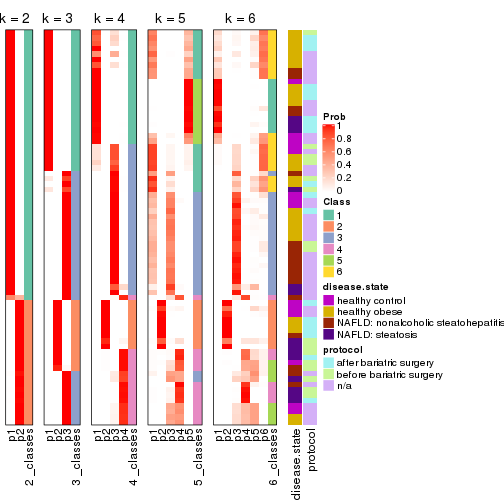 k = 2 k = 3 k = 4 k = 5 k = 6
Prob
1
0.8
0.6
0.4
0.2
0
Class
1
2
3
4
5
6
disease.state
healthy control
healthy obese
NAFLD: nonalcoholic steatohepatitis
NAFLD: steatosis
protocol
after bariatric surgery
before bariatric surgery
n/a
p1
p2
2_classes
p1
p2
p3
3_classes
p1
p2
p3
p4
4_classes
p1
p2
p3
p4
p5
5_classes
p1
p2
p3
p4
p5
p6
6_classes
disease.state
protocol